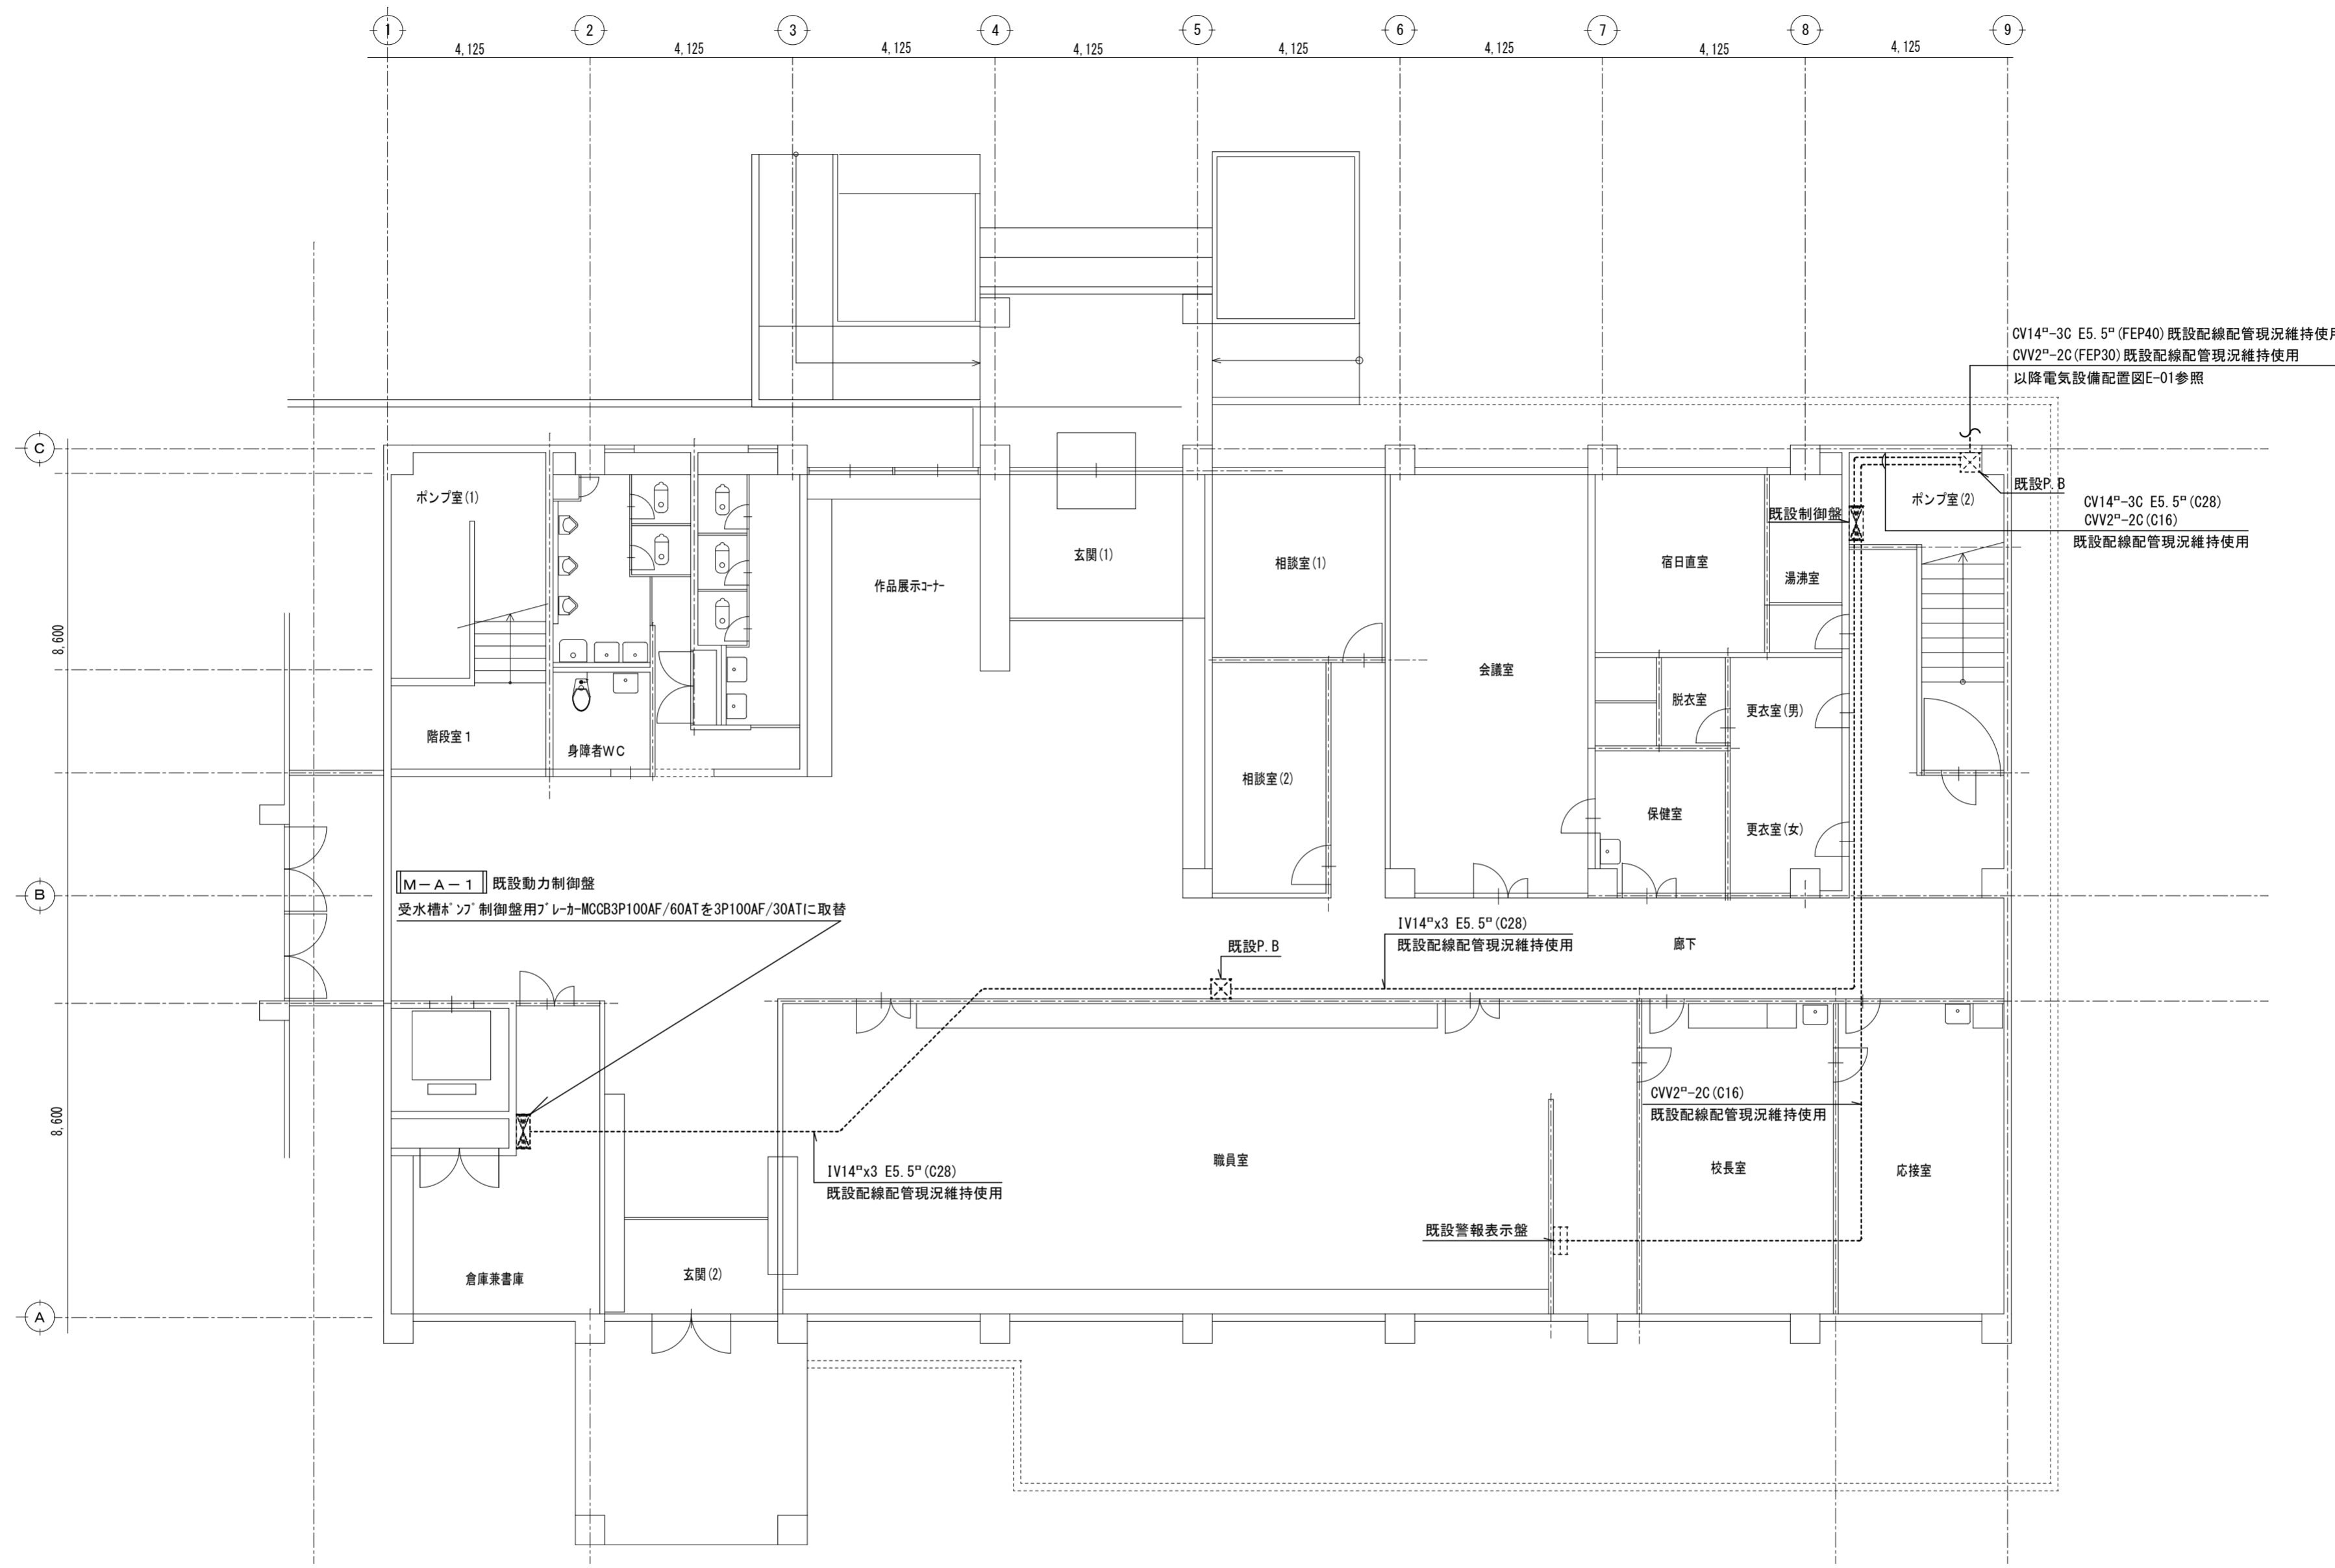 1
2
3
4
5
6
7
8
9
4,125
4,125
4,125
4,125
4,125
4,125
4,125
4,125
CV14□-3C E5.5□(FEP40)既設配線配管現況維持使
CVV2□-2C(FEP30)既設配線配管現況維持使用
以降電気設備配置図E-01参照
C
ポンプ室(1)
既設P.B
ポンプ室(2)
CV14□-3C E5.5□(C28)
CVV2□-2C(C16)
既設配線配管現況維持使用
既設制御盤
玄関(1)
相談室(1)
宿日直室
湯沸室
作品展示ｺｰﾅｰ
8,600
会議室
脱衣室
更衣室(男)
階段室１
身障者ＷＣ
相談室(2)
保健室
更衣室(女)
Ｍ－Ａ－１
既設動力制御盤
B
受水槽ﾎﾟﾝﾌﾟ制御盤用ﾌﾞﾚｰｶｰMCCB3P100AF/60ATを3P100AF/30ATに取替
IV14□x3 E5.5□(C28)
既設配線配管現況維持使用
既設P.B
廊下
8,600
CVV2□-2C(C16)
既設配線配管現況維持使用
職員室
校長室
応接室
IV14□x3 E5.5□(C28)
既設配線配管現況維持使用
既設警報表示盤
倉庫兼書庫
玄関(2)
A